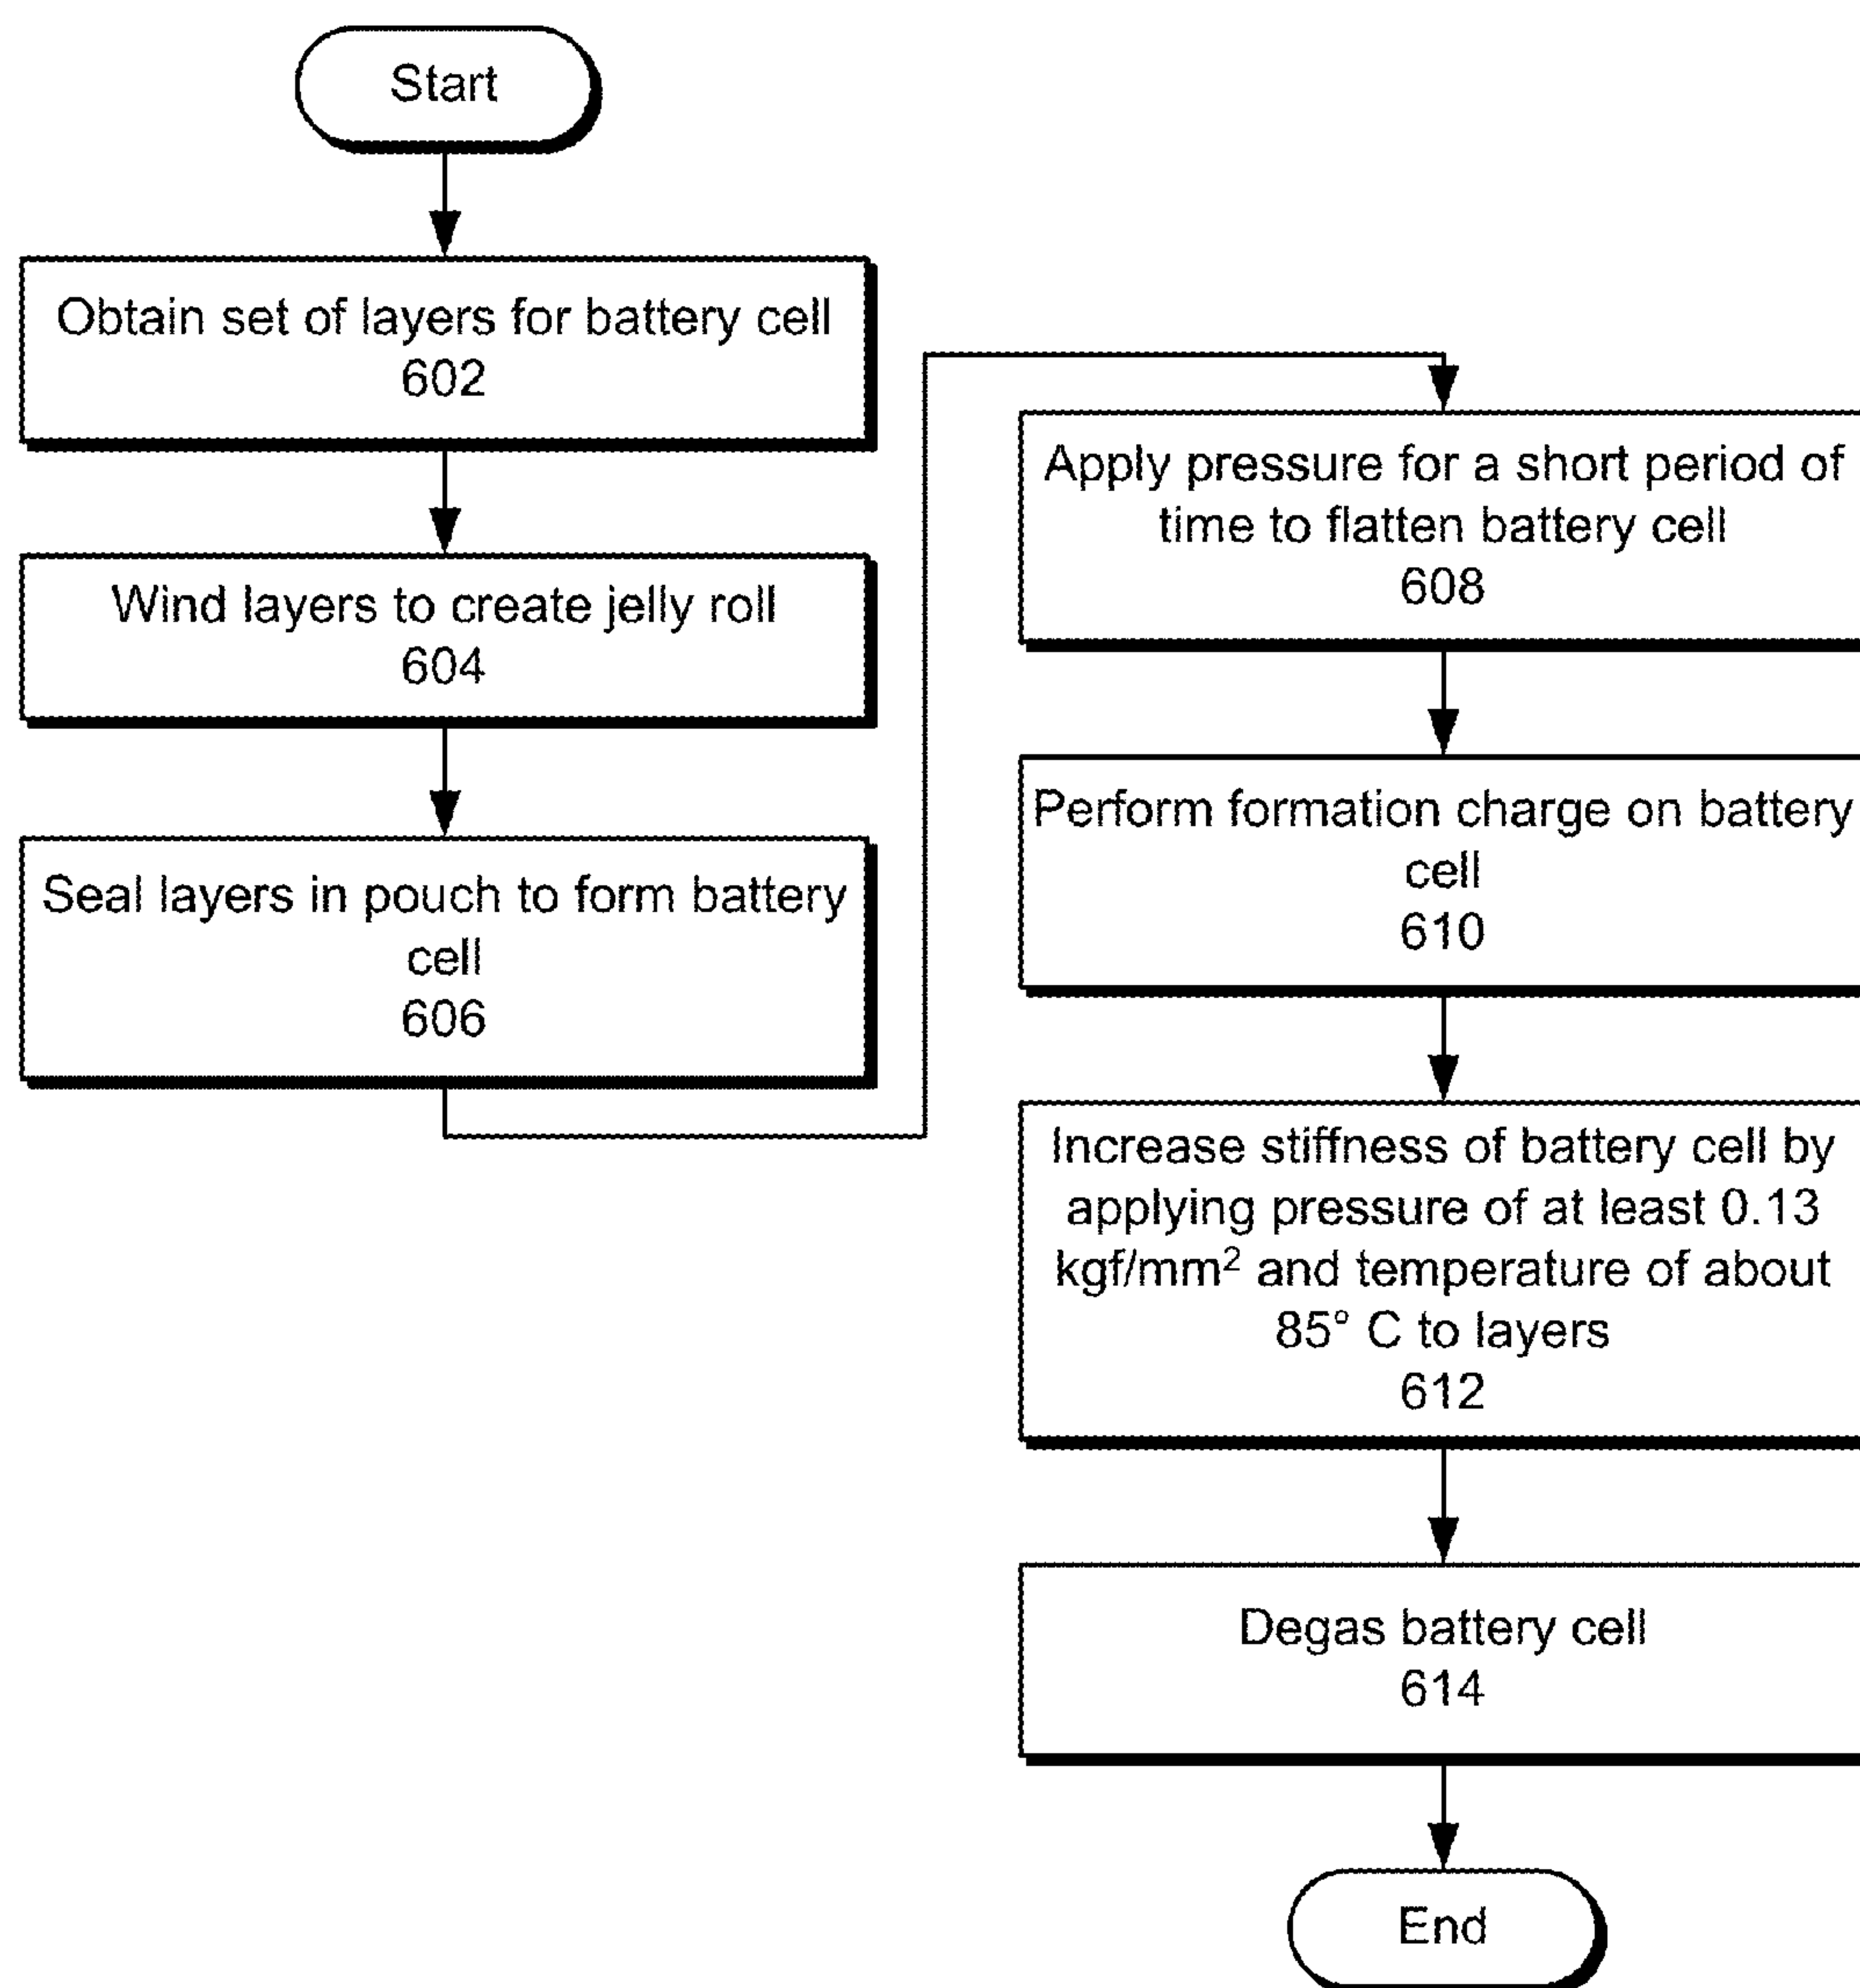 Start
Obtain set of layers for battery cell
602
Wind layers to create jelly roll
604
Seal layers in pouch to form battery
cell
606
Apply pressure for a short period of
time to flatten battery cell
608
Perform formation charge on battery
cell
610
Increase stiffness of battery cell by
applying pressure of at least 0.13
kgf/mm² and temperature of about
85° C to layers
612
Degas battery cell
614
End